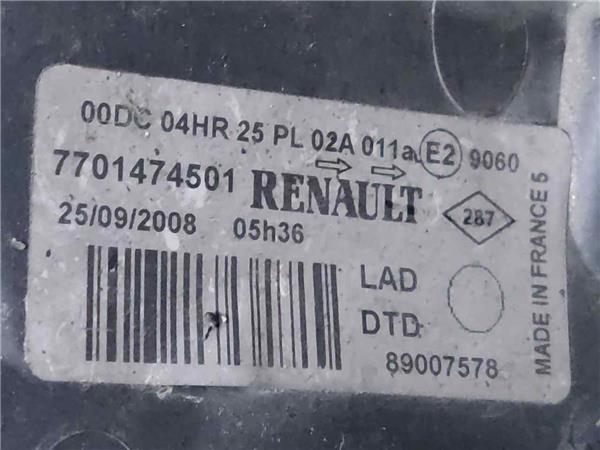 00DC 04HR 25 PL 02A 011a E2 9060
7701474501 RENAULT 287
25/09/2008 05h36
LAD
DTD
89007578
MADE IN FRANCE 5